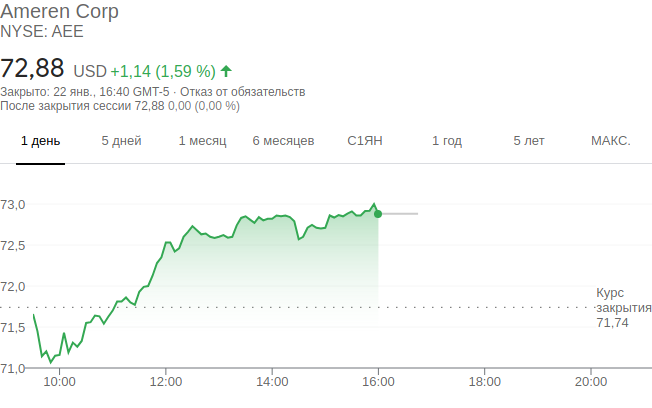 Ameren Corp
NYSE: AEE
72,88 USD +1,14 (1,59 %)
Закрыто: 22 янв., 16:40 GMT-5 · Отказ от обязательств
После закрытия сессии 72,88 0,00 (0,00 %)
1 день 5 дней 1 месяц 6 месяцев С1ЯН 1 год 5 лет МАКС.
73,0
72,5
72,0
71,5
71,0
Курс
закрытия
71,74
10:00 12:00 14:00 16:00 18:00 20:00